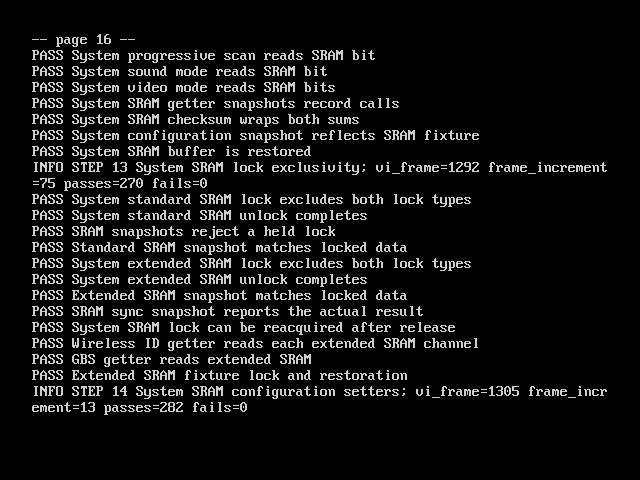 -- page 16 --
PASS System progressive scan reads SRAM bit
PASS System sound mode reads SRAM bit
PASS System video mode reads SRAM bits
PASS System SRAM getter snapshots record calls
PASS System SRAM checksum wraps both sums
PASS System configuration snapshot reflects SRAM fixture
PASS System SRAM buffer is restored
INFO STEP 13 System SRAM lock exclusivity; vi_frame=1292 frame_increment
=75 passes=270 fails=0
PASS System standard SRAM lock excludes both lock types
PASS System standard SRAM unlock completes
PASS SRAM snapshots reject a held lock
PASS Standard SRAM snapshot matches locked data
PASS System extended SRAM lock excludes both lock types
PASS System extended SRAM unlock completes
PASS Extended SRAM snapshot matches locked data
PASS SRAM sync snapshot reports the actual result
PASS System SRAM lock can be reacquired after release
PASS Wireless ID getter reads each extended SRAM channel
PASS GBS getter reads extended SRAM
PASS Extended SRAM fixture lock and restoration
INFO STEP 14 System SRAM configuration setters; vi_frame=1305 frame_incr
ement=13 passes=282 fails=0